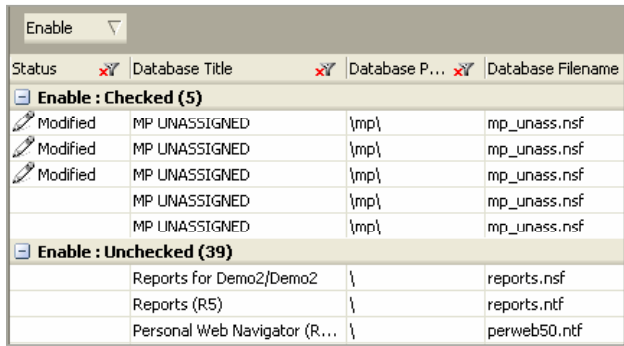 Enable
Status Database Title Database P... Database Filename
Enable : Checked (5)
Modified MP UNASSIGNED \mp\ mp_unass.nsf
Modified MP UNASSIGNED \mp\ mp_unass.nsf
Modified MP UNASSIGNED \mp\ mp_unass.nsf
MP UNASSIGNED \mp\ mp_unass.nsf
MP UNASSIGNED \mp\ mp_unass.nsf
Enable : Unchecked (39)
Reports for Demo2/Demo2 \ reports.nsf
Reports (R5) \ reports.ntf
Personal Web Navigator (R... \ perweb50.ntf